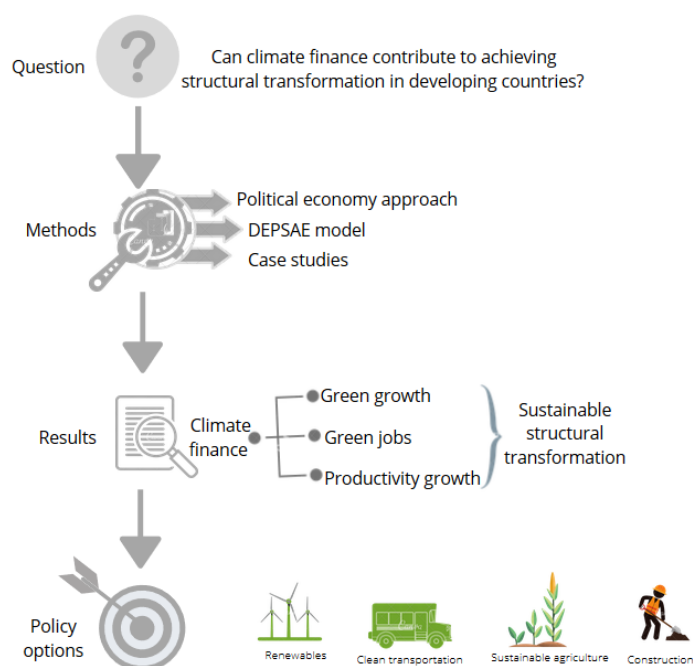 Question
Can climate finance contribute to achieving
structural transformation in developing countries?
Methods
Political economy approach
DEPSAE model
Case studies
Results
Climate
finance
Green growth
Green jobs
Productivity growth
Sustainable
structural
transformation
Policy
options
Renewables
Clean transportation
Sustainable agriculture
Construction